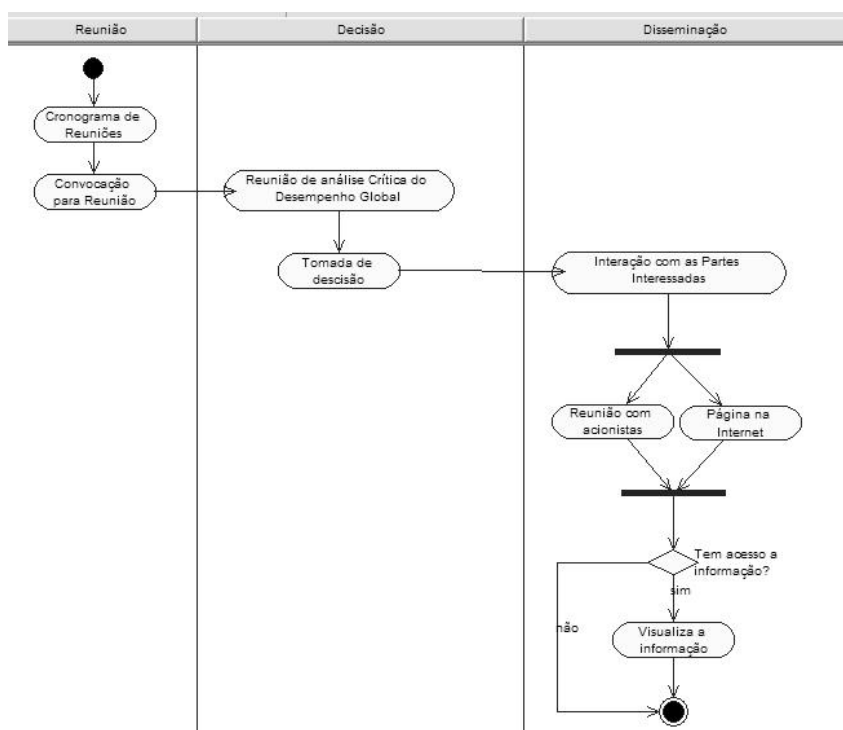 Reunião
Decisão
Disseminação
Cronograma de
Reuniões
Convocação
para Reunião
Reunião de análise Crítica do
Desempenho Global
Tomada de
descisão
Interação com as Partes
Interessadas
Reunião com
acionistas
Página na
Internet
Tem acesso a
informação?
sim
não
Visualiza a
informação